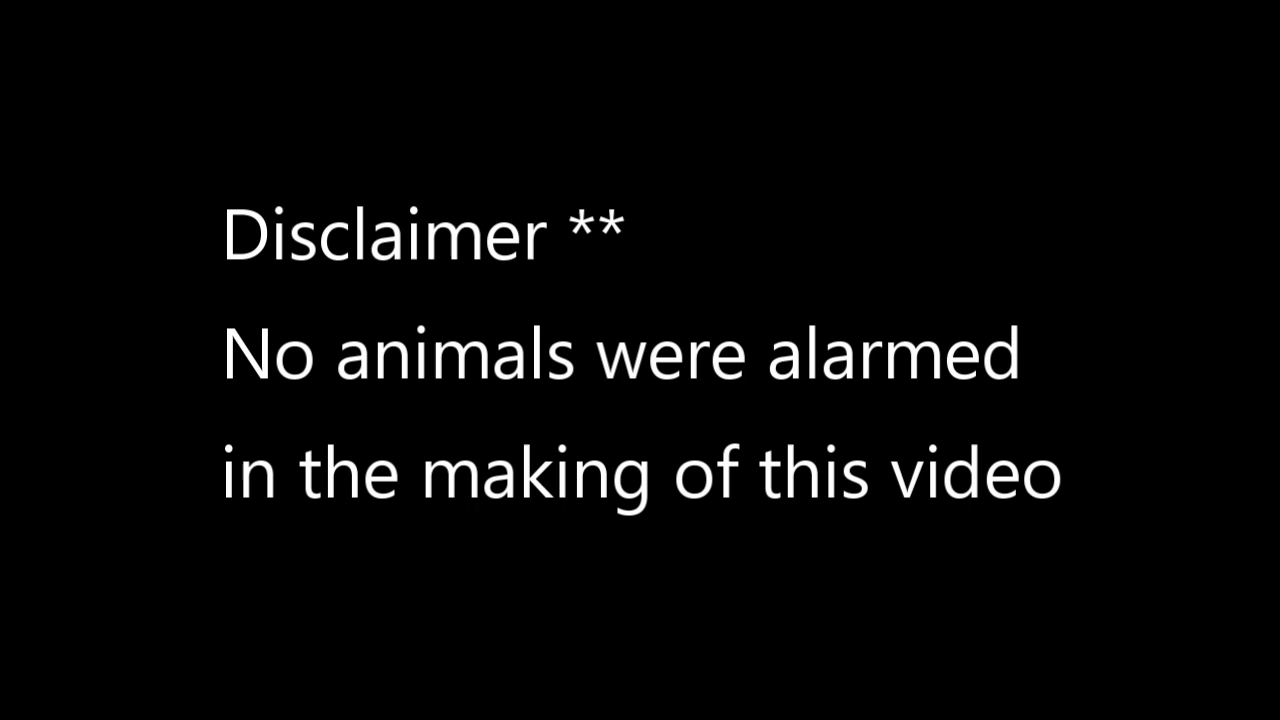 Disclaimer **
No animals were alarmed
in the making of this video